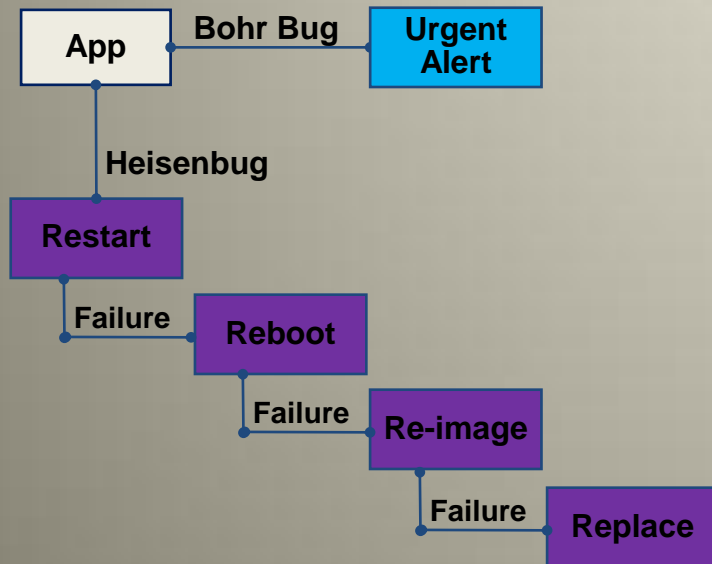 App
Bohr Bug
Urgent
Alert
Heisenbug
Restart
Failure
Reboot
Failure
Re-image
Failure
Replace